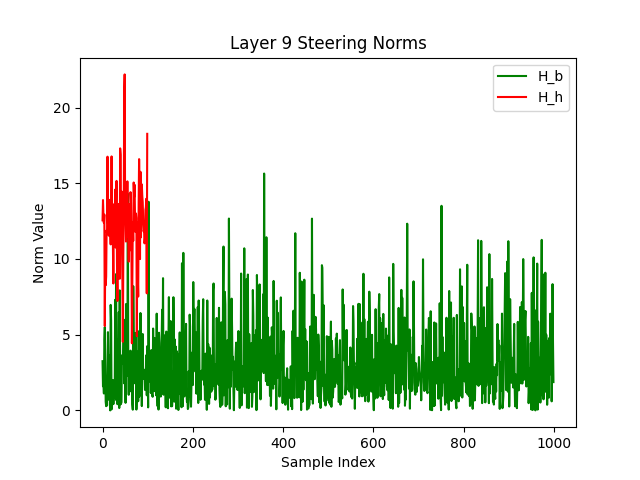 Layer 9 Steering Norms
H_b
H_h
Norm Value
20
15
10
5
0
0 200 400 600 800 1000
Sample Index